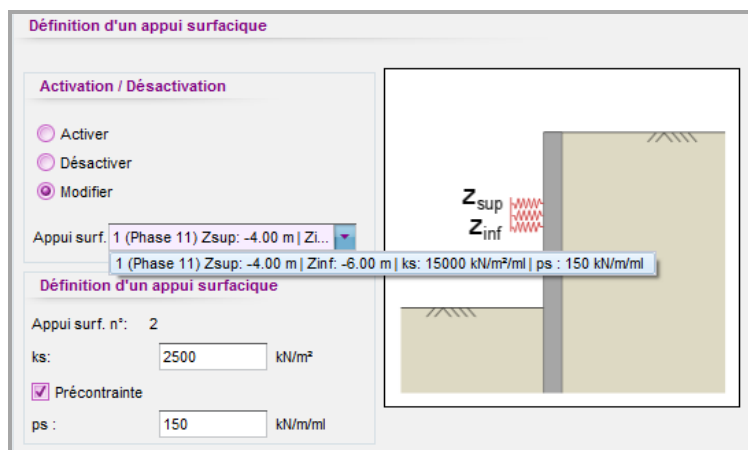 Définition d'un appui surfacique
Activation / Désactivation
Activer
Désactiver
Modifier
Appui surf. 1 (Phase 11) Zsup: -4.00 m | Zi...
1 (Phase 11) Zsup: -4.00 m | Zinf: -6.00 m | ks: 15000 kN/m²/ml | ps : 150 kN/m/ml
Définition d'un appui surfacique
Appui surf. n°: 2
ks: 2500 kN/m²
Précontrainte
ps : 150 kN/m/ml
Zsup
Zinf